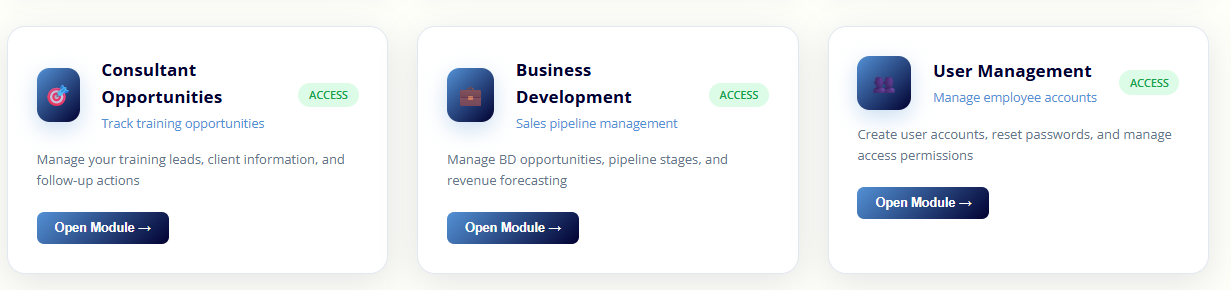 Consultant
Opportunities
Track training opportunities
ACCESS
Manage your training leads, client information, and
follow-up actions
Open Module →
Business
Development
Sales pipeline management
ACCESS
Manage BD opportunities, pipeline stages, and
revenue forecasting
Open Module →
User Management
Manage employee accounts
ACCESS
Create user accounts, reset passwords, and manage
access permissions
Open Module →